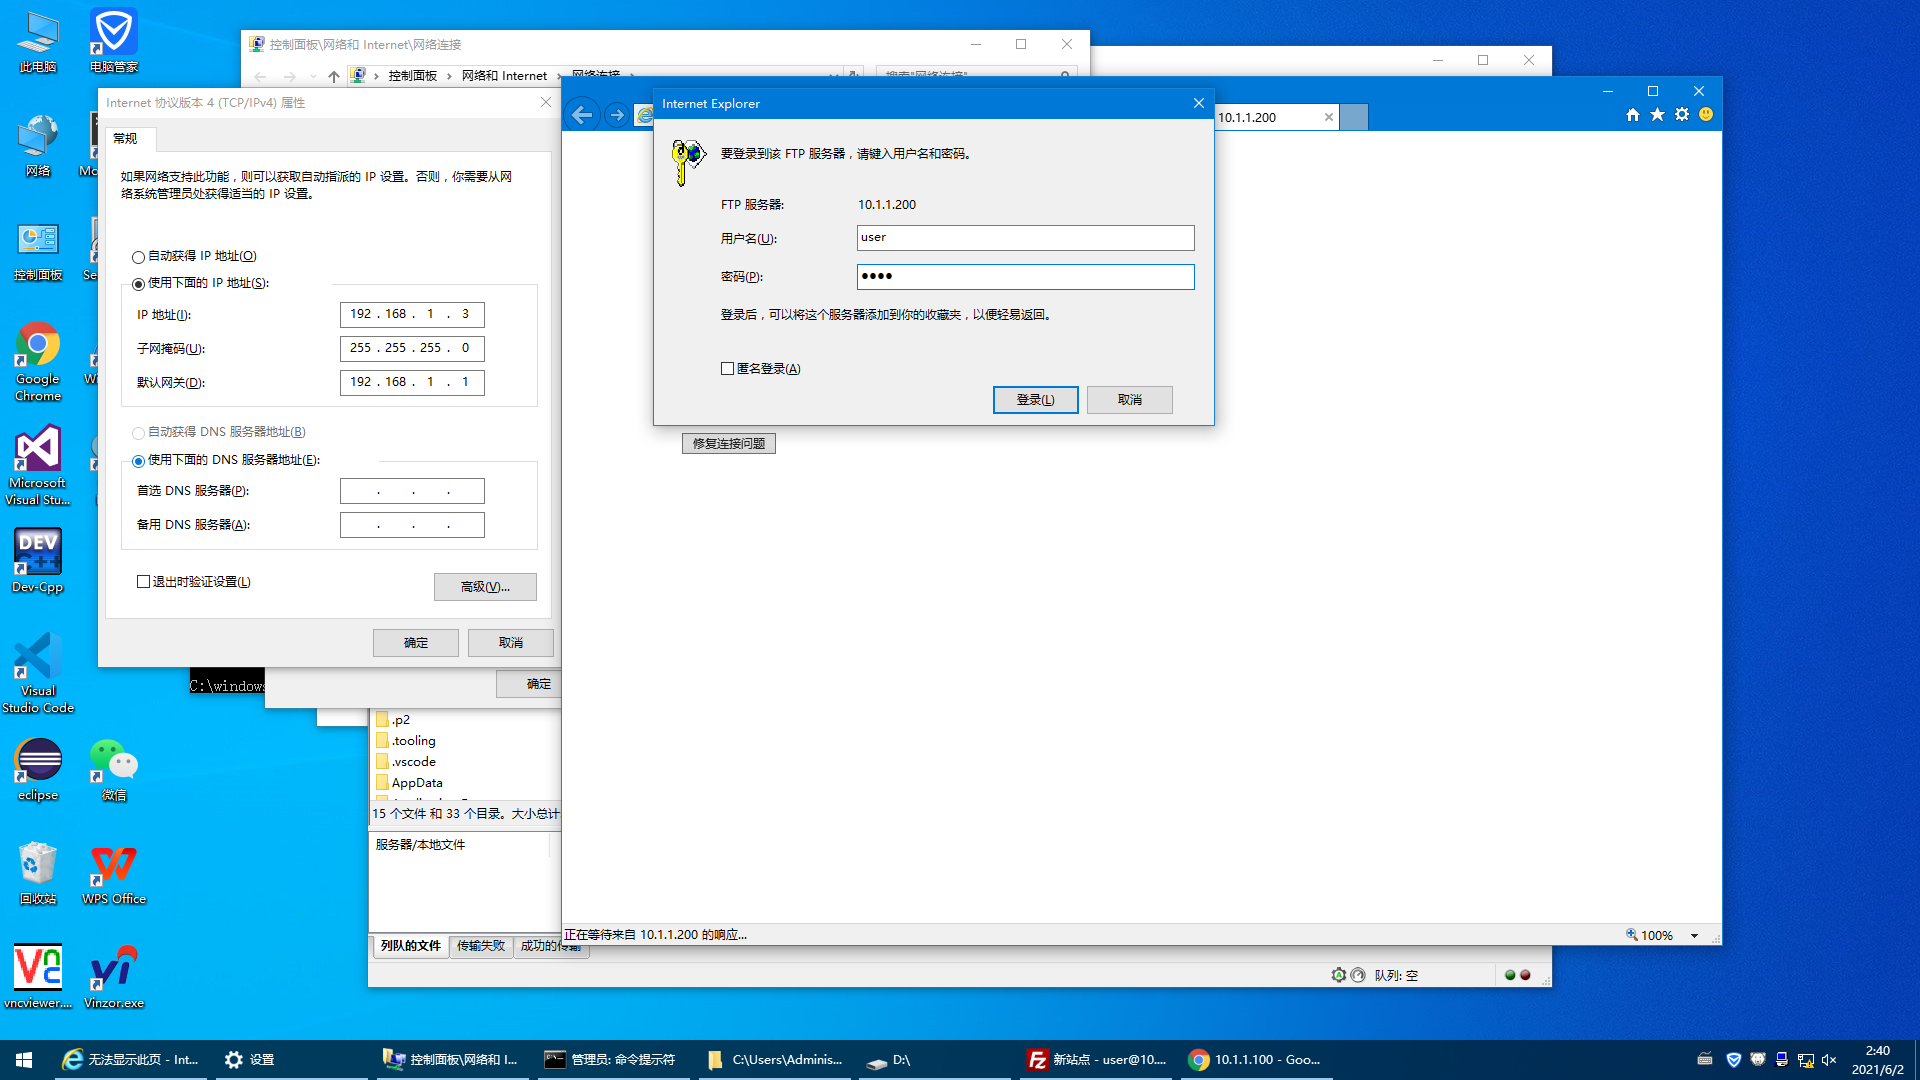 此电脑
电脑管家
网络
Mo
控制面板
Se
Google
Chrome
W
Microsoft
Visual Stu...
Dev-Cpp
Visual
Studio Code
eclipse
微信
回收站
WPS Office
vncviewer....
Vinzor.exe
控制面板\网络和 Internet\网络连接
控制面板 › 网络和 Internet › 网络连接
搜索"网络连接"
Internet 协议版本 4 (TCP/IPv4) 属性
常规
如果网络支持此功能，则可以获取自动指派的 IP 设置。否则，你需要从网
络系统管理员处获得适当的 IP 设置。
自动获得 IP 地址(O)
使用下面的 IP 地址(S):
IP 地址(I): 192 . 168 . 1 . 3
子网掩码(U): 255 . 255 . 255 . 0
默认网关(D): 192 . 168 . 1 . 1
自动获得 DNS 服务器地址(B)
使用下面的 DNS 服务器地址(E):
首选 DNS 服务器(P): . . .
备用 DNS 服务器(A): . . .
退出时验证设置(L)
高级(V)...
确定 取消
确定
C:\windows
.p2
.tooling
.vscode
AppData
15 个文件 和 33 个目录。大小总计
服务器/本地文件
列队的文件 传输失败 成功的传输
队列: 空
10.1.1.200
Internet Explorer
要登录到该 FTP 服务器，请键入用户名和密码。
FTP 服务器: 10.1.1.200
用户名(U): user
密码(P): ●●●●
登录后，可以将这个服务器添加到你的收藏夹，以便轻易返回。
匿名登录(A)
登录(L) 取消
修复连接问题
正在等待来自 10.1.1.200 的响应...
100%
无法显示此页 - Int...
设置
控制面板\网络和 I...
管理员: 命令提示符
C:\Users\Adminis...
D:\
新站点 - user@10....
10.1.1.100 - Goo...
2:40
2021/6/2